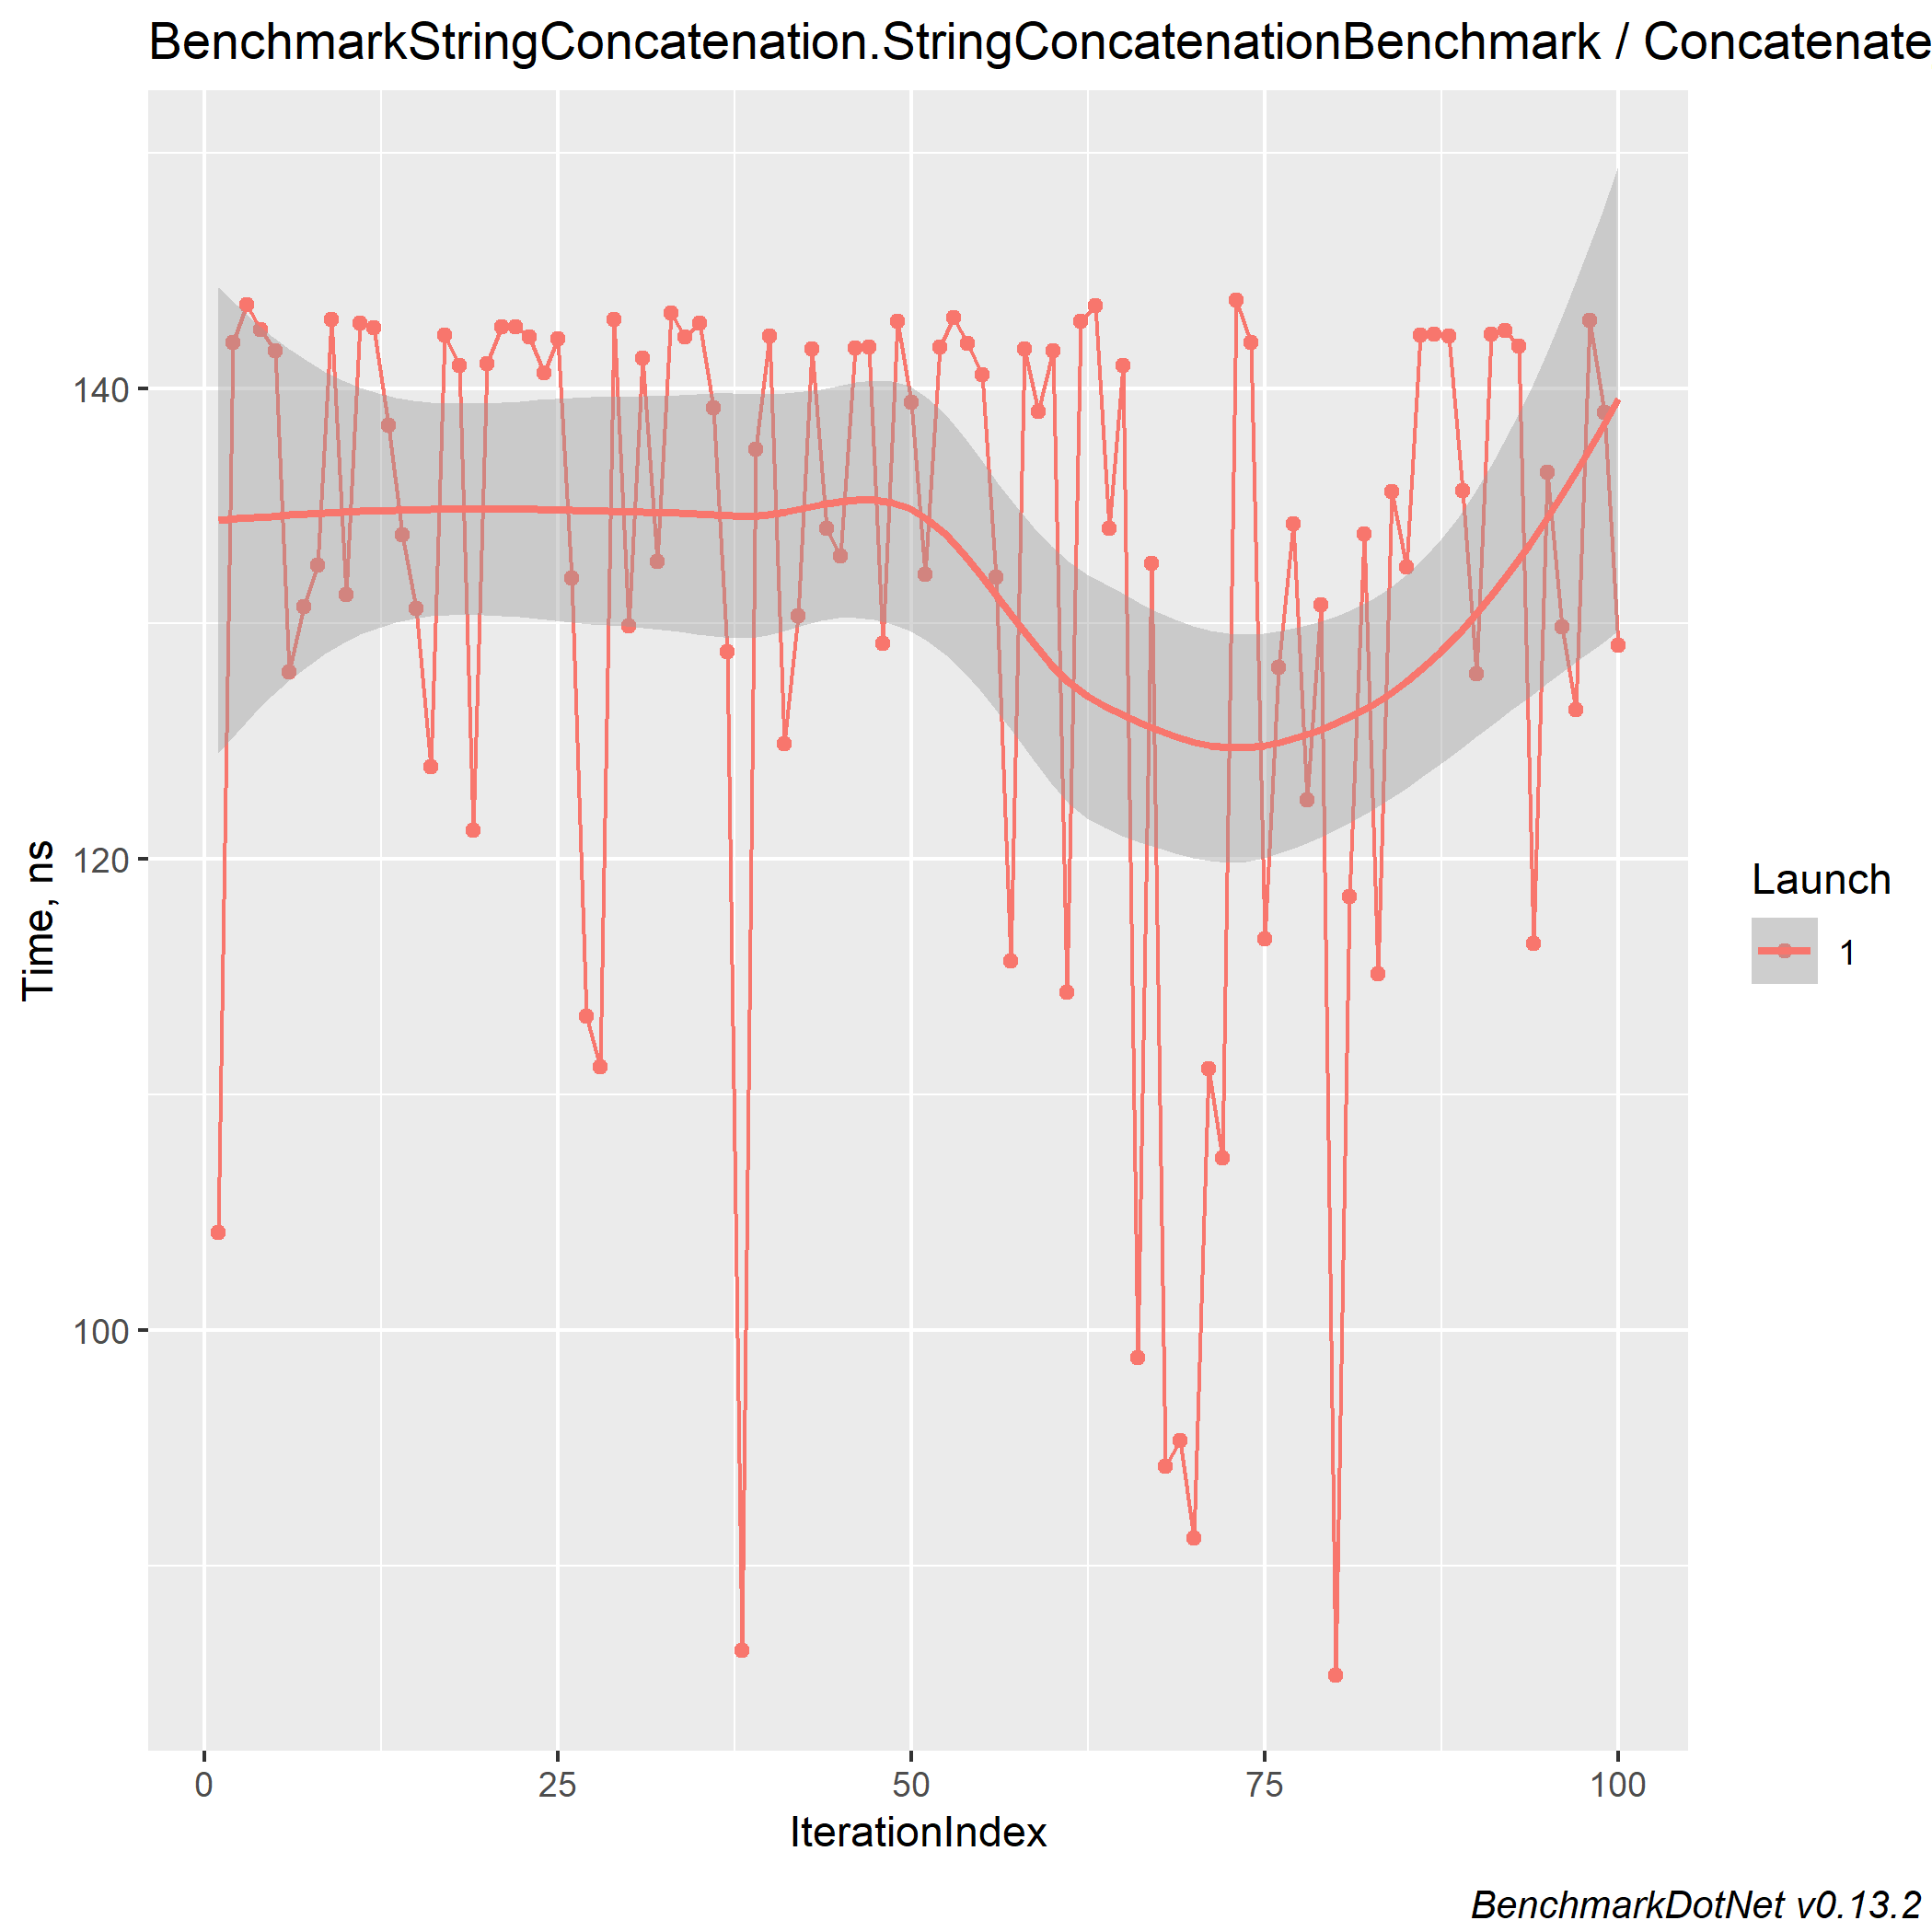 BenchmarkStringConcatenation.StringConcatenationBenchmark / Concatenate
140
120
100
Time, ns
0 25 50 75 100
IterationIndex
Launch
1
BenchmarkDotNet v0.13.2